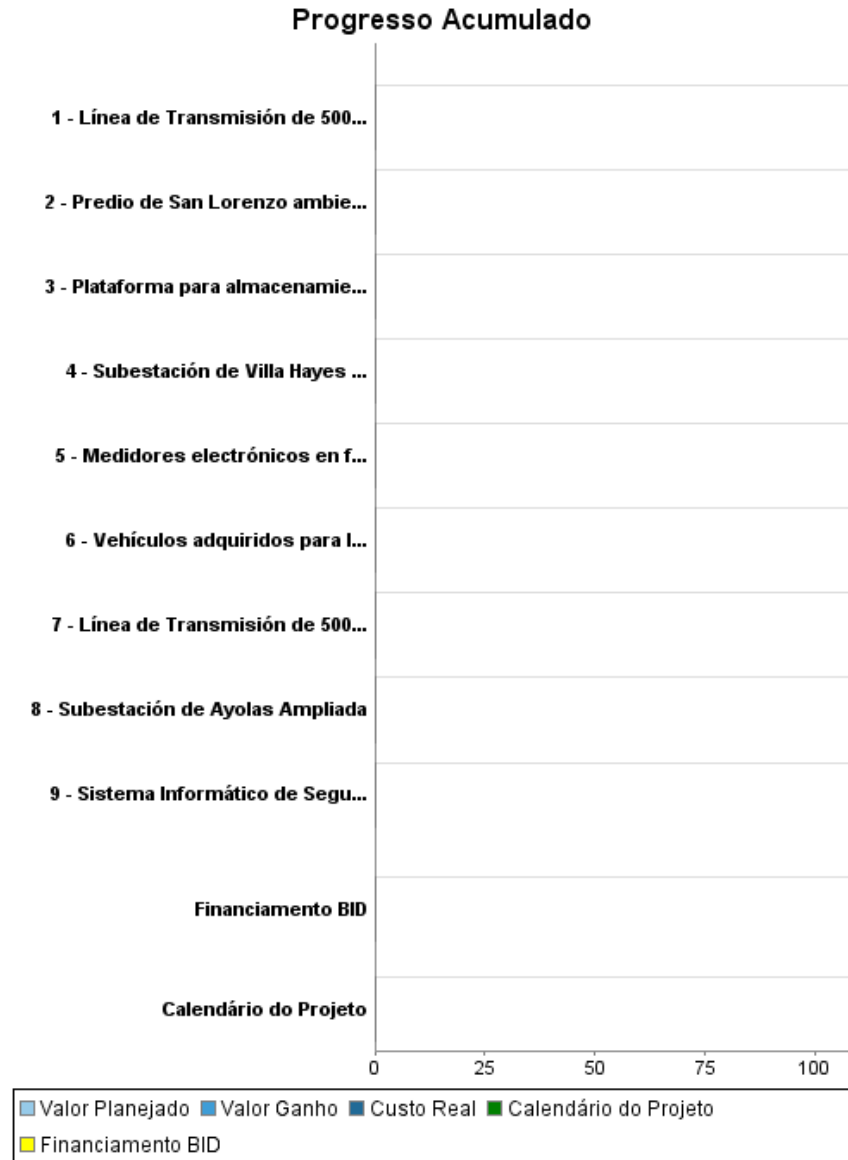 Progresso Acumulado
1 - Línea de Transmisión de 500...
2 - Predio de San Lorenzo ambie...
3 - Plataforma para almacenamie...
4 - Subestación de Villa Hayes ...
5 - Medidores electrónicos en f...
6 - Vehículos adquiridos para l...
7 - Línea de Transmisión de 500...
8 - Subestación de Ayolas Ampliada
9 - Sistema Informático de Segu...
Financiamento BID
Calendário do Projeto
0 25 50 75 100
Valor Planejado Valor Ganho Custo Real Calendário do Projeto
Financiamento BID